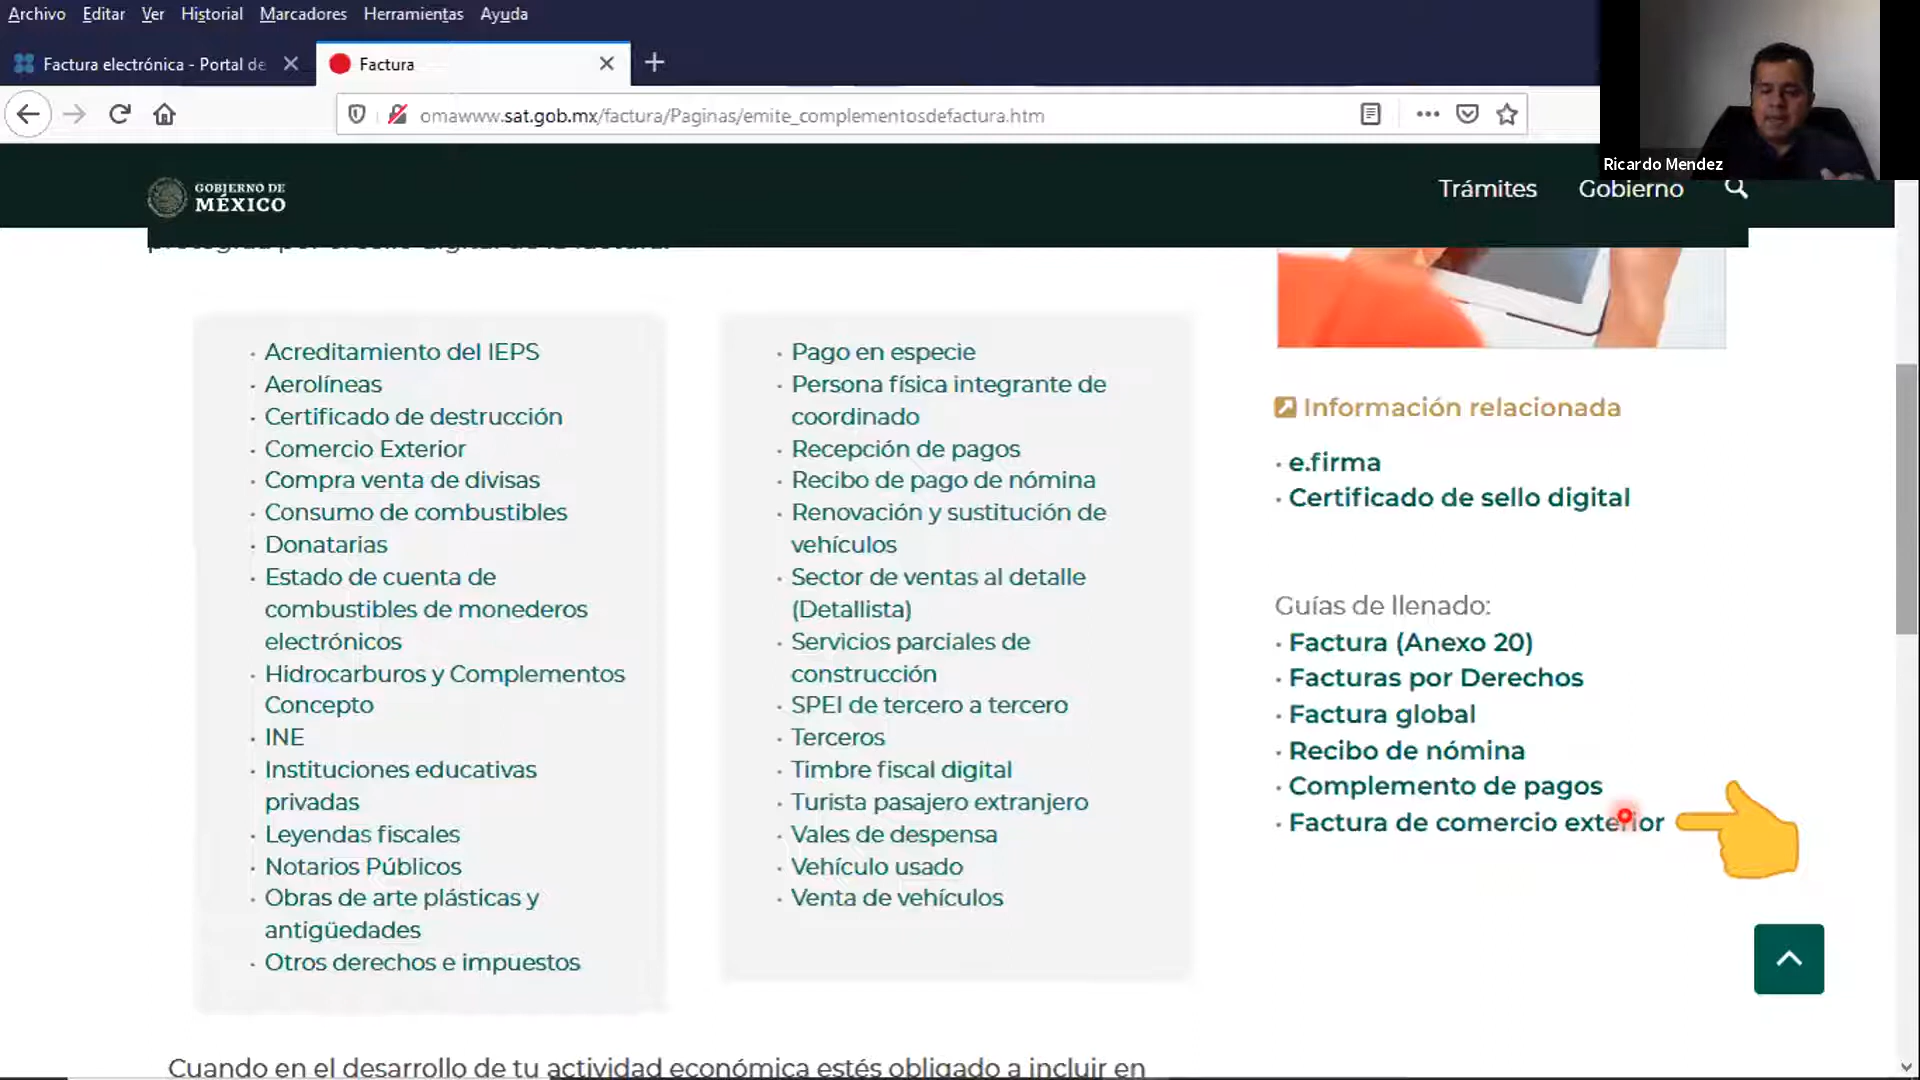 Archivo Editar Ver Historial Marcadores Herramientas Ayuda
Factura electrónica - Portal de
Factura
omawww.sat.gob.mx/factura/Paginas/emite_complementosdefactura.htm
Ricardo Mendez
GOBIERNO DE
MÉXICO
Trámites Gobierno
· Acreditamiento del IEPS
· Aerolíneas
· Certificado de destrucción
· Comercio Exterior
· Compra venta de divisas
· Consumo de combustibles
· Donatarias
· Estado de cuenta de
combustibles de monederos
electrónicos
· Hidrocarburos y Complementos
Concepto
· INE
· Instituciones educativas
privadas
· Leyendas fiscales
· Notarios Públicos
· Obras de arte plásticas y
antigüedades
· Otros derechos e impuestos
· Pago en especie
· Persona física integrante de
coordinado
· Recepción de pagos
· Recibo de pago de nómina
· Renovación y sustitución de
vehículos
· Sector de ventas al detalle
(Detallista)
· Servicios parciales de
construcción
· SPEI de tercero a tercero
· Terceros
· Timbre fiscal digital
· Turista pasajero extranjero
· Vales de despensa
· Vehículo usado
· Venta de vehículos
Información relacionada
· e.firma
· Certificado de sello digital
Guías de llenado:
· Factura (Anexo 20)
· Facturas por Derechos
· Factura global
· Recibo de nómina
· Complemento de pagos
· Factura de comercio exterior
Cuando en el desarrollo de tu actividad económica estés obligado a incluir en